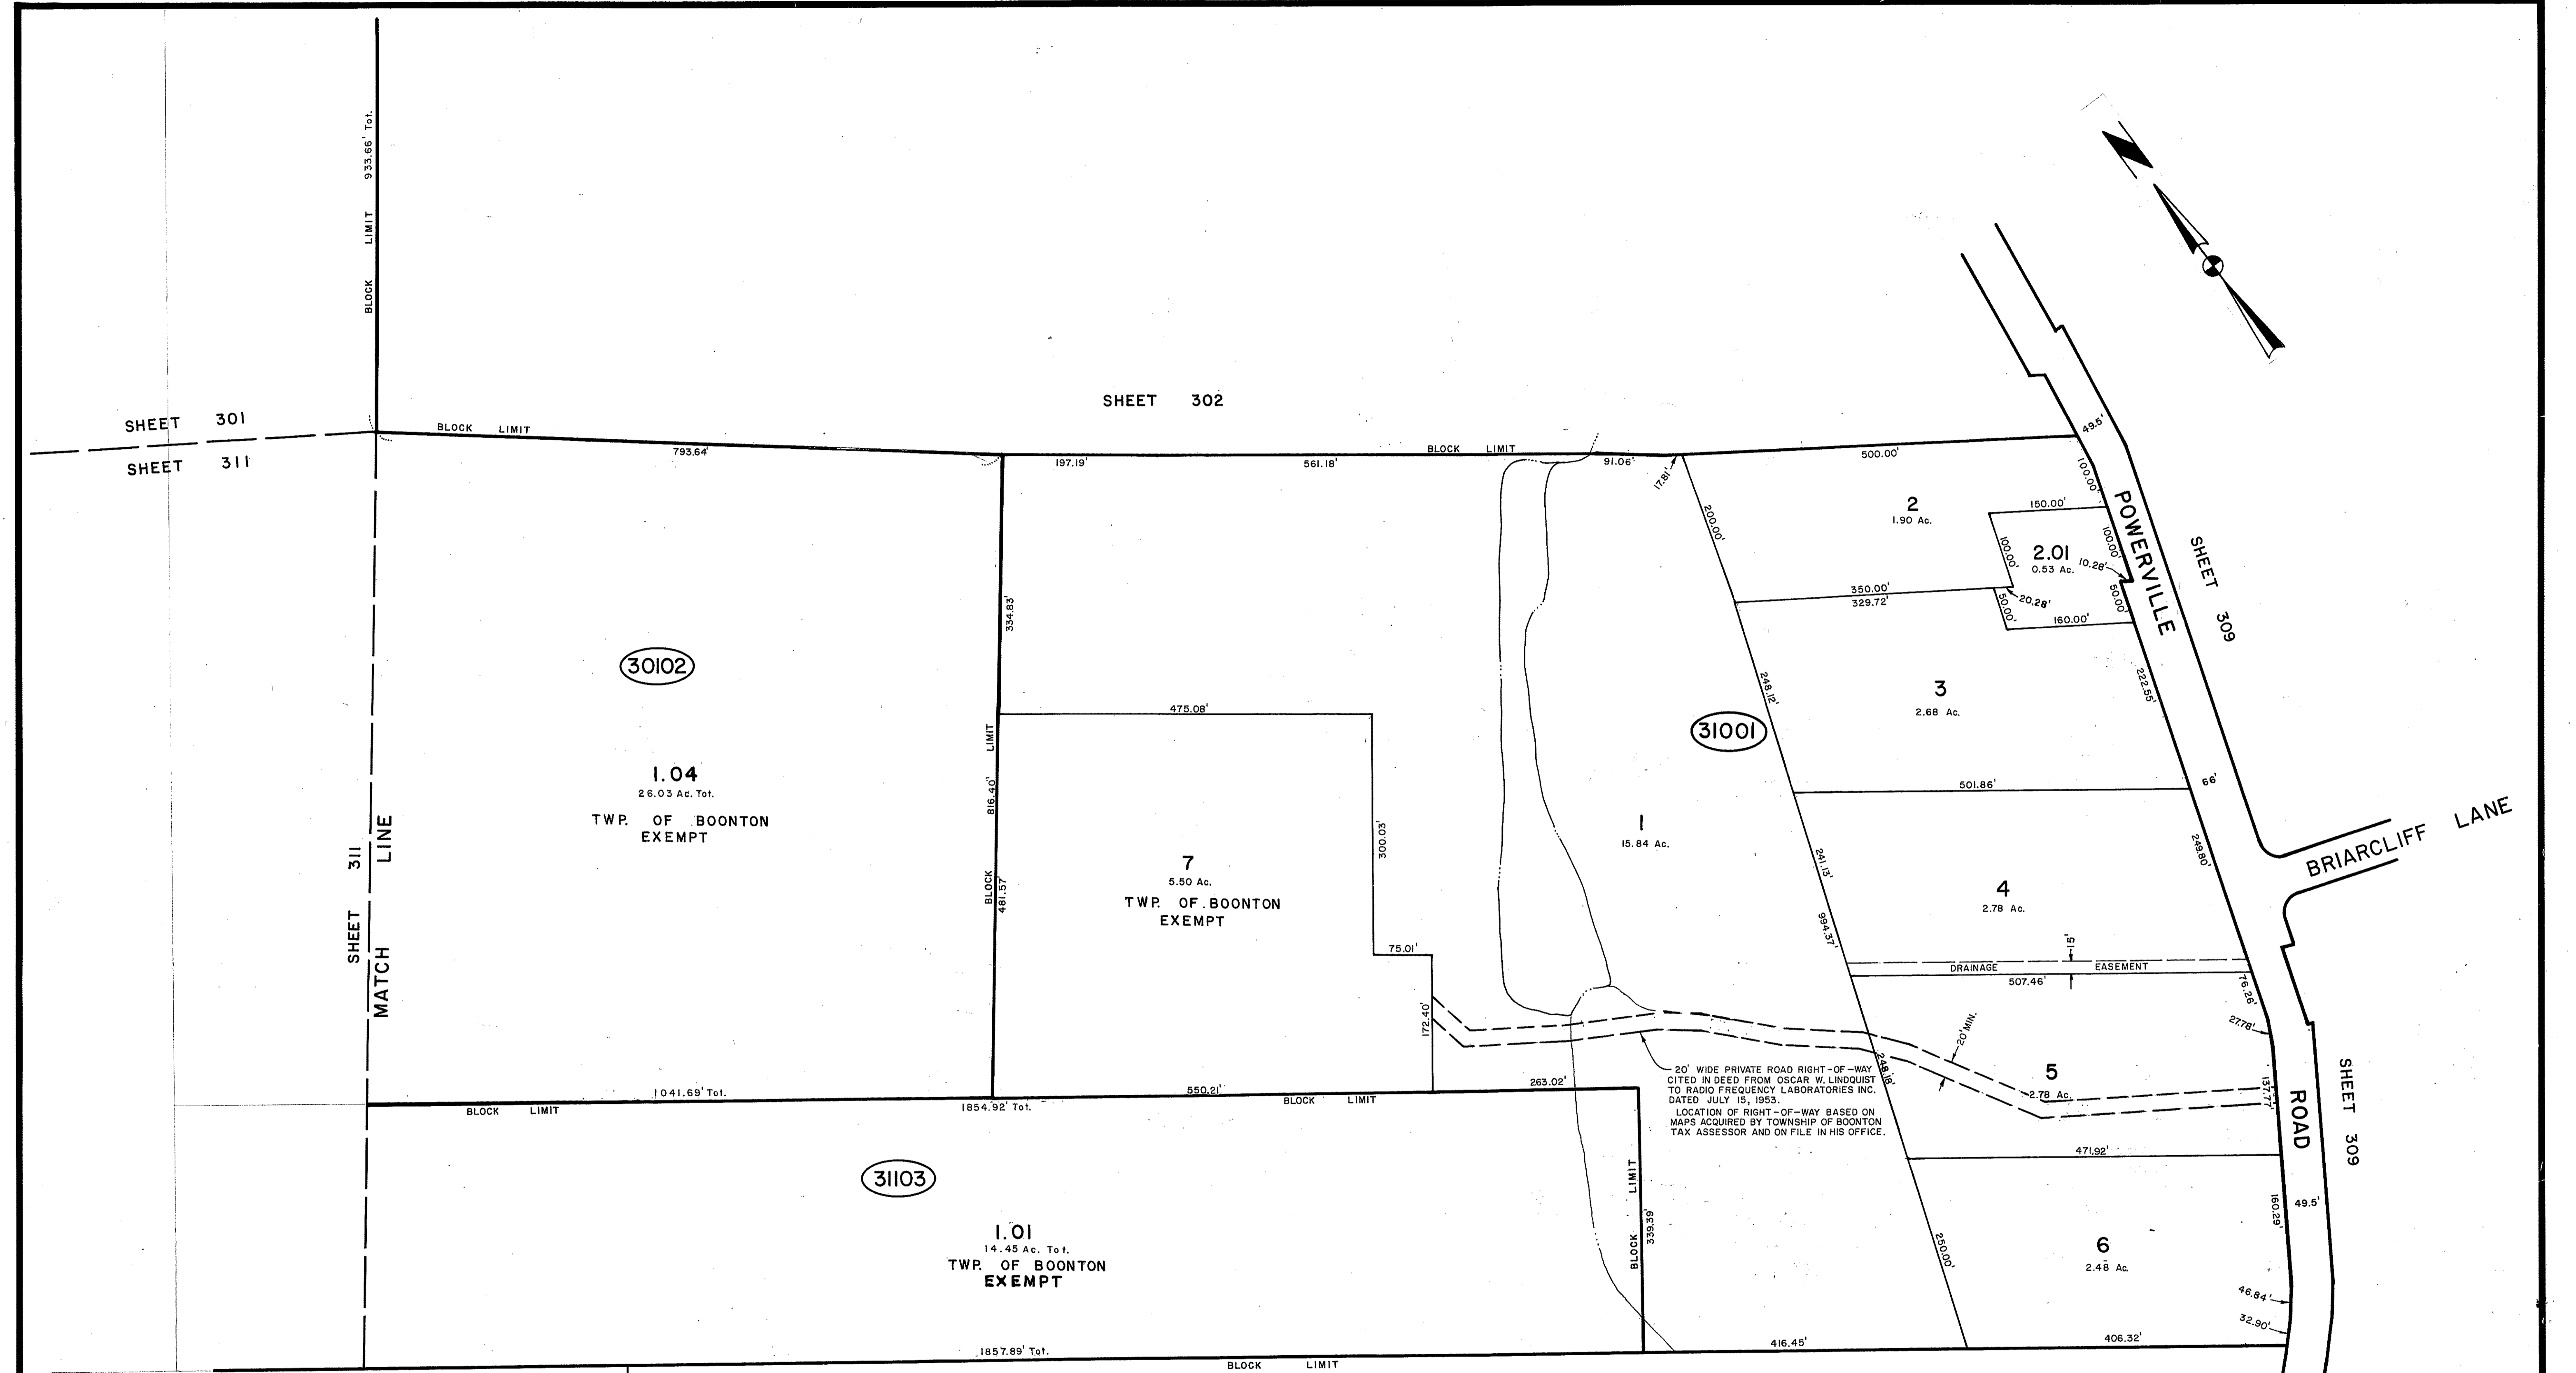 933.66' Tot.
BLOCK LIMIT
N
SHEET 301
SHEET 311
SHEET 302
BLOCK LIMIT
793.64'
BLOCK LIMIT
197.19'
561.18'
91.06'
17.81'
500.00'
49.5'
100.00'
POWERVILLE
SHEET 309
2
1.90 Ac.
150.00'
100.00'
100.00'
2.01
0.53 Ac.
10.28'
20.28'
50.00'
50.00'
160.00'
200.00'
350.00'
329.72'
334.83'
30102
248.12'
222.55'
3
2.68 Ac.
475.08'
31001
BLOCK LIMIT
816.40'
481.57'
1.04
26.03 Ac. Tot.
TWP. OF BOONTON
EXEMPT
501.86'
66'
BRIARCLIFF LANE
SHEET 311
MATCH LINE
300.03'
1
15.84 Ac.
241.13'
249.80'
7
5.50 Ac.
TWP. OF BOONTON
EXEMPT
4
2.78 Ac.
994.37'
75.01'
15'
DRAINAGE EASEMENT
507.46'
76.26'
172.40'
27.78'
20' MIN.
248.18'
5
2.78 Ac.
137.77'
20' WIDE PRIVATE ROAD RIGHT-OF-WAY
CITED IN DEED FROM OSCAR W. LINDQUIST
TO RADIO FREQUENCY LABORATORIES INC.
DATED JULY 15, 1953.
LOCATION OF RIGHT-OF-WAY BASED ON
MAPS ACQUIRED BY TOWNSHIP OF BOONTON
TAX ASSESSOR AND ON FILE IN HIS OFFICE.
ROAD
SHEET 309
1041.69' Tot.
BLOCK LIMIT
1854.92' Tot.
550.21'
BLOCK LIMIT
263.02'
471.92'
31103
BLOCK LIMIT
339.39'
160.29'
49.5'
1.01
14.45 Ac. Tot.
TWP. OF BOONTON
EXEMPT
250.00'
6
2.48 Ac.
46.84'
32.90'
1857.89' Tot.
BLOCK LIMIT
416.45'
406.32'